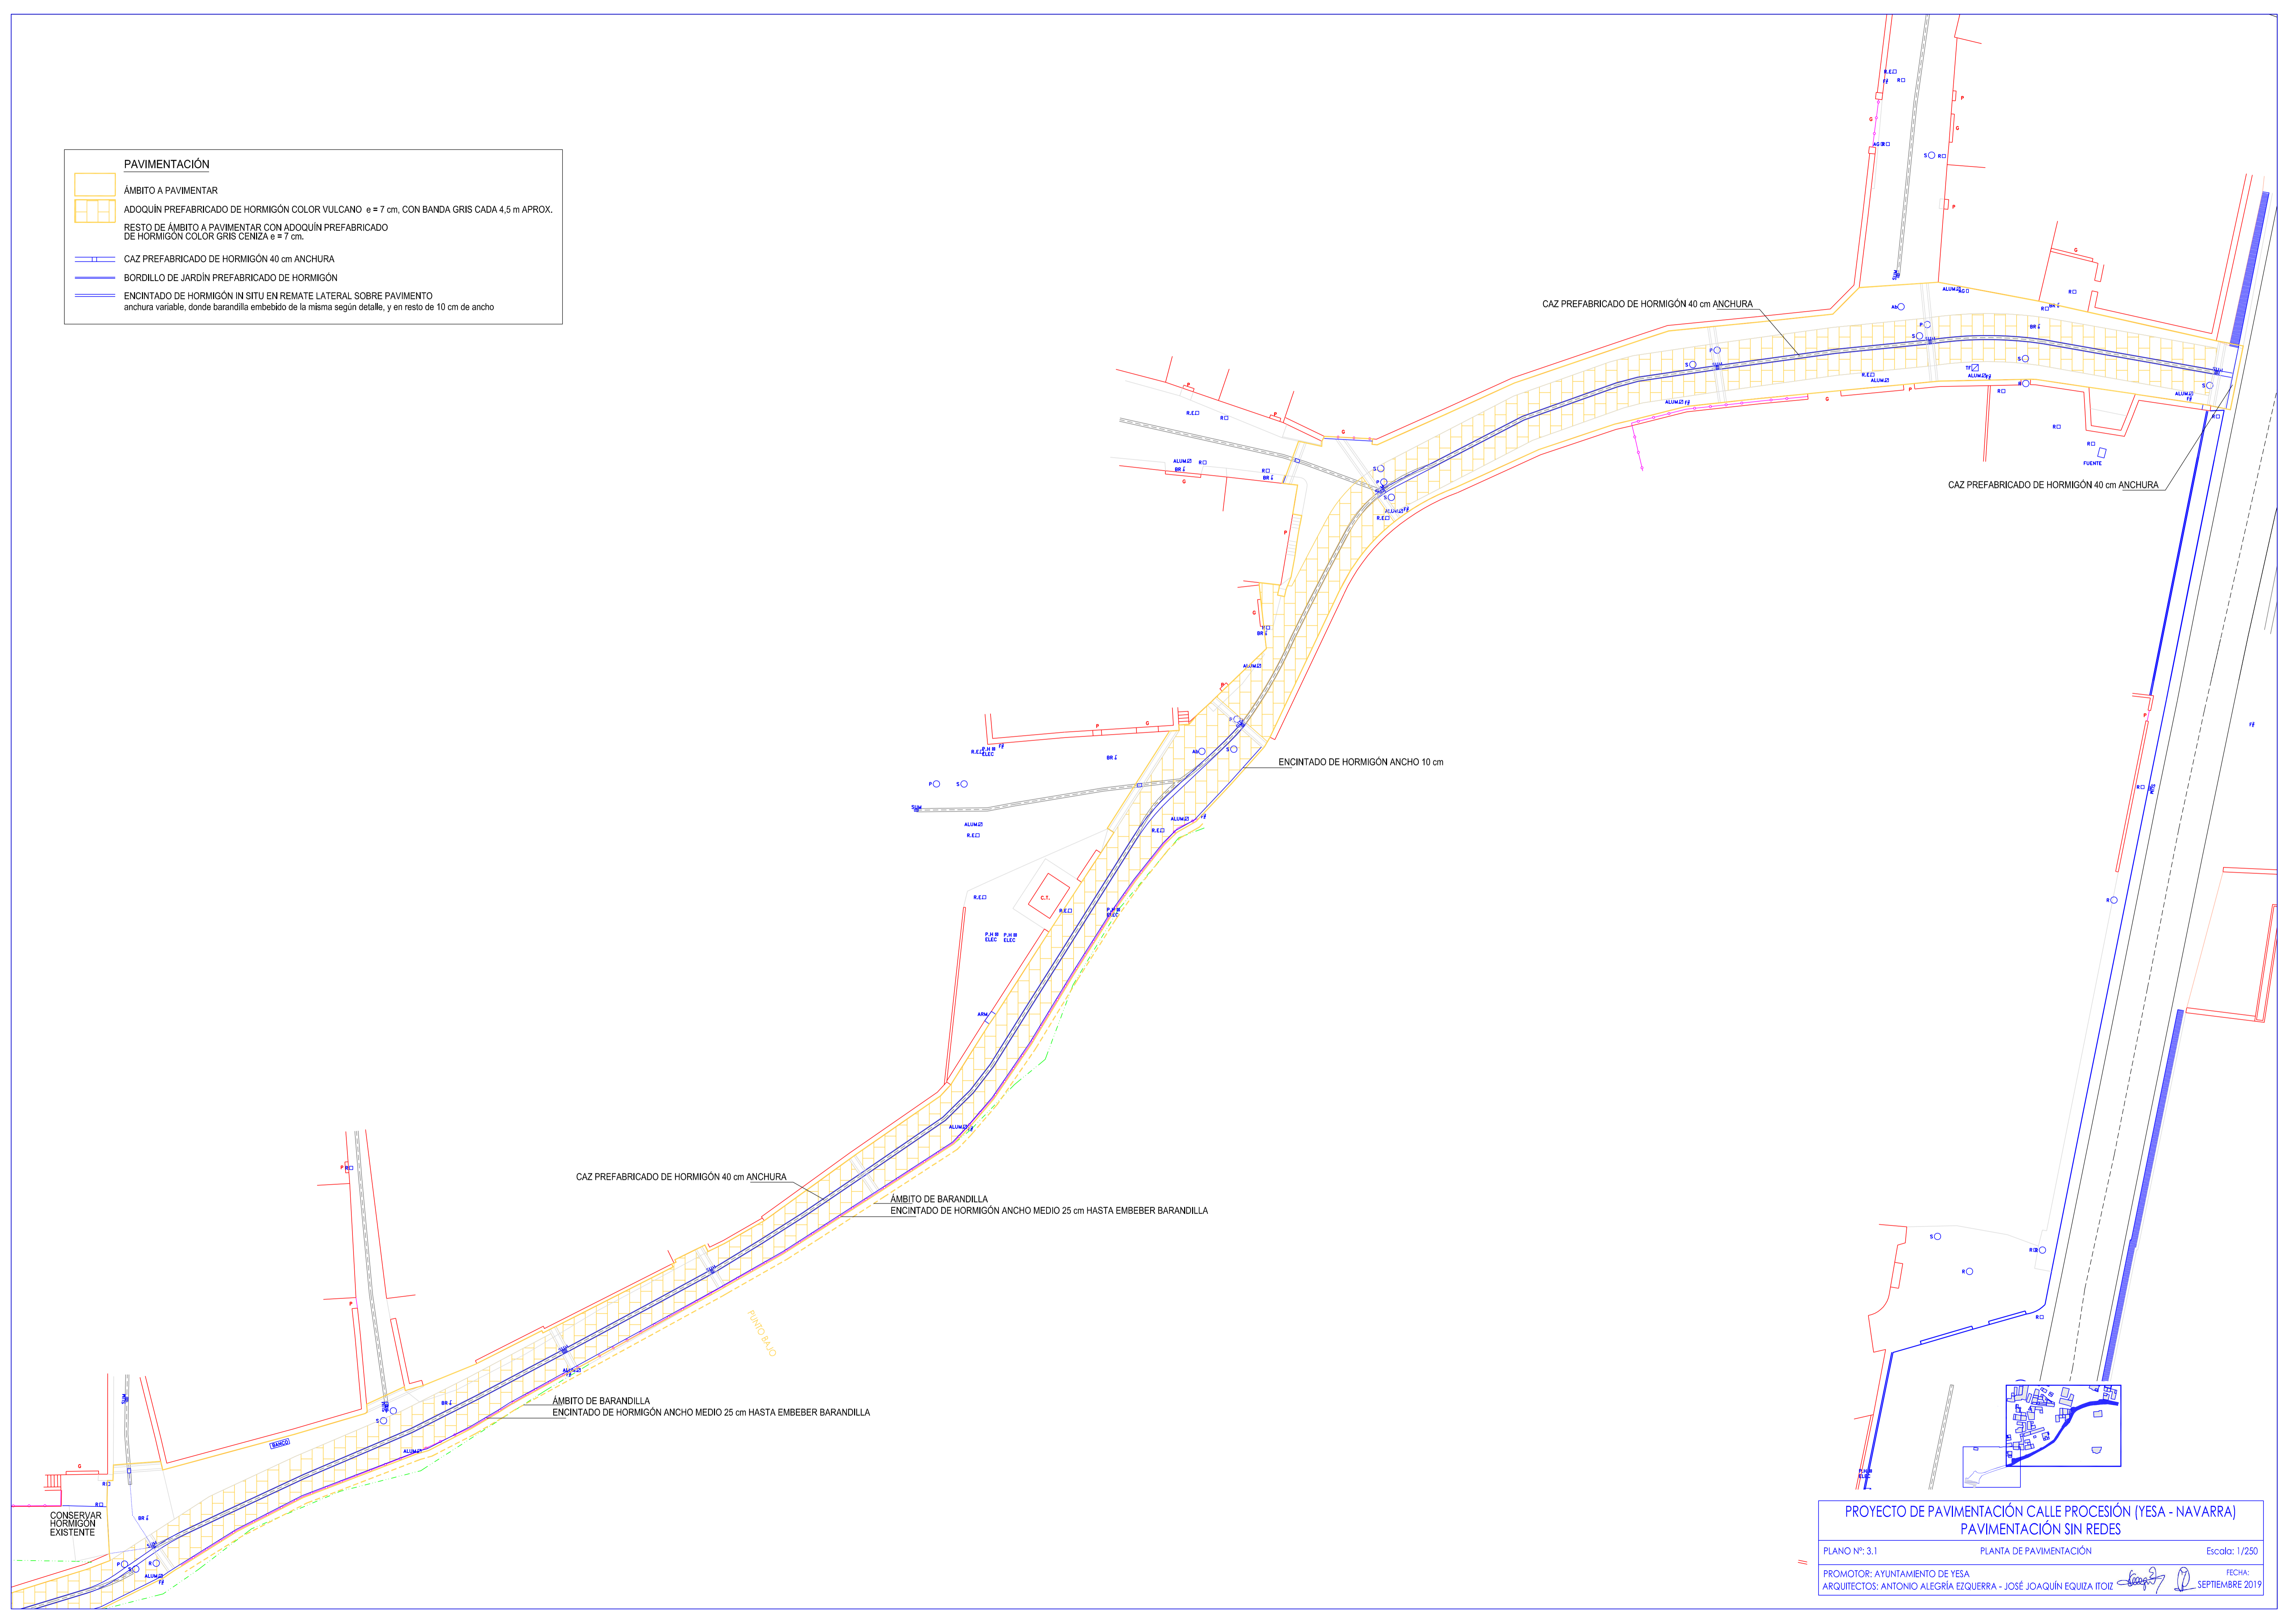 PAVIMENTACIÓN
ÁMBITO A PAVIMENTAR
ADOQUÍN PREFABRICADO DE HORMIGÓN COLOR VULCANO e = 7 cm, CON BANDA GRIS CADA 4,5 m APROX.
RESTO DE ÁMBITO A PAVIMENTAR CON ADOQUÍN PREFABRICADO
DE HORMIGÓN COLOR GRIS CENIZA e = 7 cm.
CAZ PREFABRICADO DE HORMIGÓN 40 cm ANCHURA
BORDILLO DE JARDÍN PREFABRICADO DE HORMIGÓN
ENCINTADO DE HORMIGÓN IN SITU EN REMATE LATERAL SOBRE PAVIMENTO
anchura variable, donde barandilla embebido de la misma según detalle, y en resto de 10 cm de ancho
CAZ PREFABRICADO DE HORMIGÓN 40 cm ANCHURA
CAZ PREFABRICADO DE HORMIGÓN 40 cm ANCHURA
FUENTE
ENCINTADO DE HORMIGÓN ANCHO 10 cm
C.T.
ARM.
CAZ PREFABRICADO DE HORMIGÓN 40 cm ANCHURA
ÁMBITO DE BARANDILLA
ENCINTADO DE HORMIGÓN ANCHO MEDIO 25 cm HASTA EMBEBER BARANDILLA
PUNTO BAJO
ÁMBITO DE BARANDILLA
ENCINTADO DE HORMIGÓN ANCHO MEDIO 25 cm HASTA EMBEBER BARANDILLA
BANCO
CONSERVAR
HORMIGÓN
EXISTENTE
PROYECTO DE PAVIMENTACIÓN CALLE PROCESIÓN (YESA - NAVARRA)
PAVIMENTACIÓN SIN REDES
PLANO Nº: 3.1 PLANTA DE PAVIMENTACIÓN Escala: 1/250
PROMOTOR: AYUNTAMIENTO DE YESA
ARQUITECTOS: ANTONIO ALEGRÍA EZQUERRA - JOSÉ JOAQUÍN EQUIZA ITOIZ
FECHA:
SEPTIEMBRE 2019